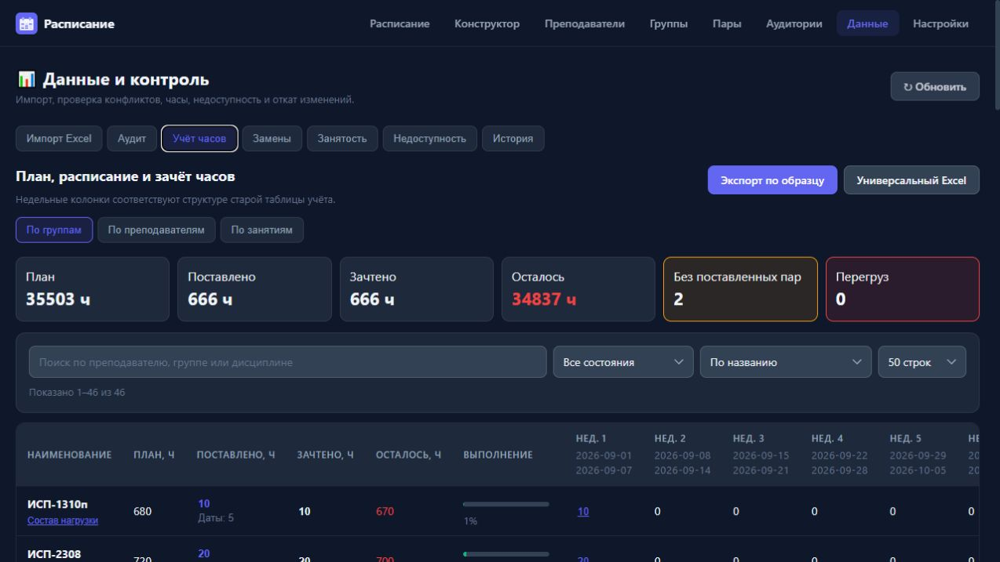 Расписание
Расписание Конструктор Преподаватели Группы Пары Аудитории Данные Настройки
Данные и контроль
Импорт, проверка конфликтов, часы, недоступность и откат изменений.
↻ Обновить
Импорт Excel Аудит Учёт часов Замены Занятость Недоступность История
План, расписание и зачёт часов
Недельные колонки соответствуют структуре старой таблицы учёта.
Экспорт по образцу Универсальный Excel
По группам По преподавателям По занятиям
План Поставлено Зачтено Осталось Без поставленных пар Перегруз
35503 ч 666 ч 666 ч 34837 ч 2 0
Поиск по преподавателю, группе или дисциплине Все состояния По названию 50 строк
Показано 1–46 из 46
НАИМЕНОВАНИЕ ПЛАН, Ч ПОСТАВЛЕНО, Ч ЗАЧТЕНО, Ч ОСТАЛОСЬ, Ч ВЫПОЛНЕНИЕ
НЕД. 1 НЕД. 2 НЕД. 3 НЕД. 4 НЕД. 5
2026-09-01 2026-09-08 2026-09-15 2026-09-22 2026-09-29
2026-09-07 2026-09-14 2026-09-21 2026-09-28 2026-10-05
ИСП-1310п 680 10 10 670 10 0 0 0 0 0
Состав нагрузки Даты: 5 1%
ИСП-2308 720 20 20 700 20 0 0 0 0 0